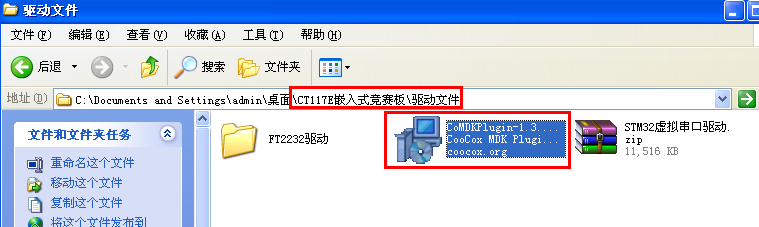 驱动文件
文件(F) 编辑(E) 查看(V) 收藏(A) 工具(T) 帮助(H)
后退 搜索 文件夹
地址(D) C:\Documents and Settings\admin\桌面\CT117E嵌入式竞赛板\驱动文件
文件和文件夹任务
重命名这个文件
移动这个文件
复制这个文件
将这个文件发布到
FT2232驱动
CoMDKPlugin-1.3....
CooCox MDK Plugi...
coocox.org
STM32虚拟串口驱动.
zip
11,516 KB